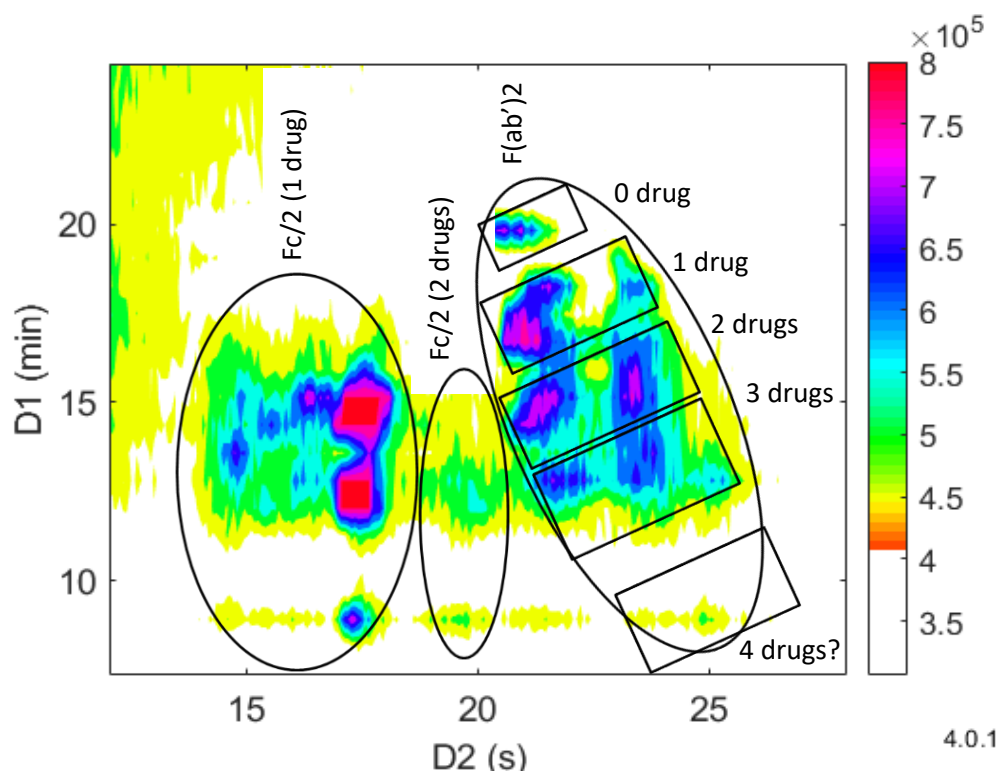 ×10⁵
8
7.5
7
6.5
6
5.5
5
4.5
4
3.5
Fc/2 (1 drug)
Fc/2 (2 drugs)
F(ab')2
0 drug
1 drug
2 drugs
3 drugs
4 drugs?
20
15
10
D1 (min)
15
20
25
D2 (s)
4.0.1